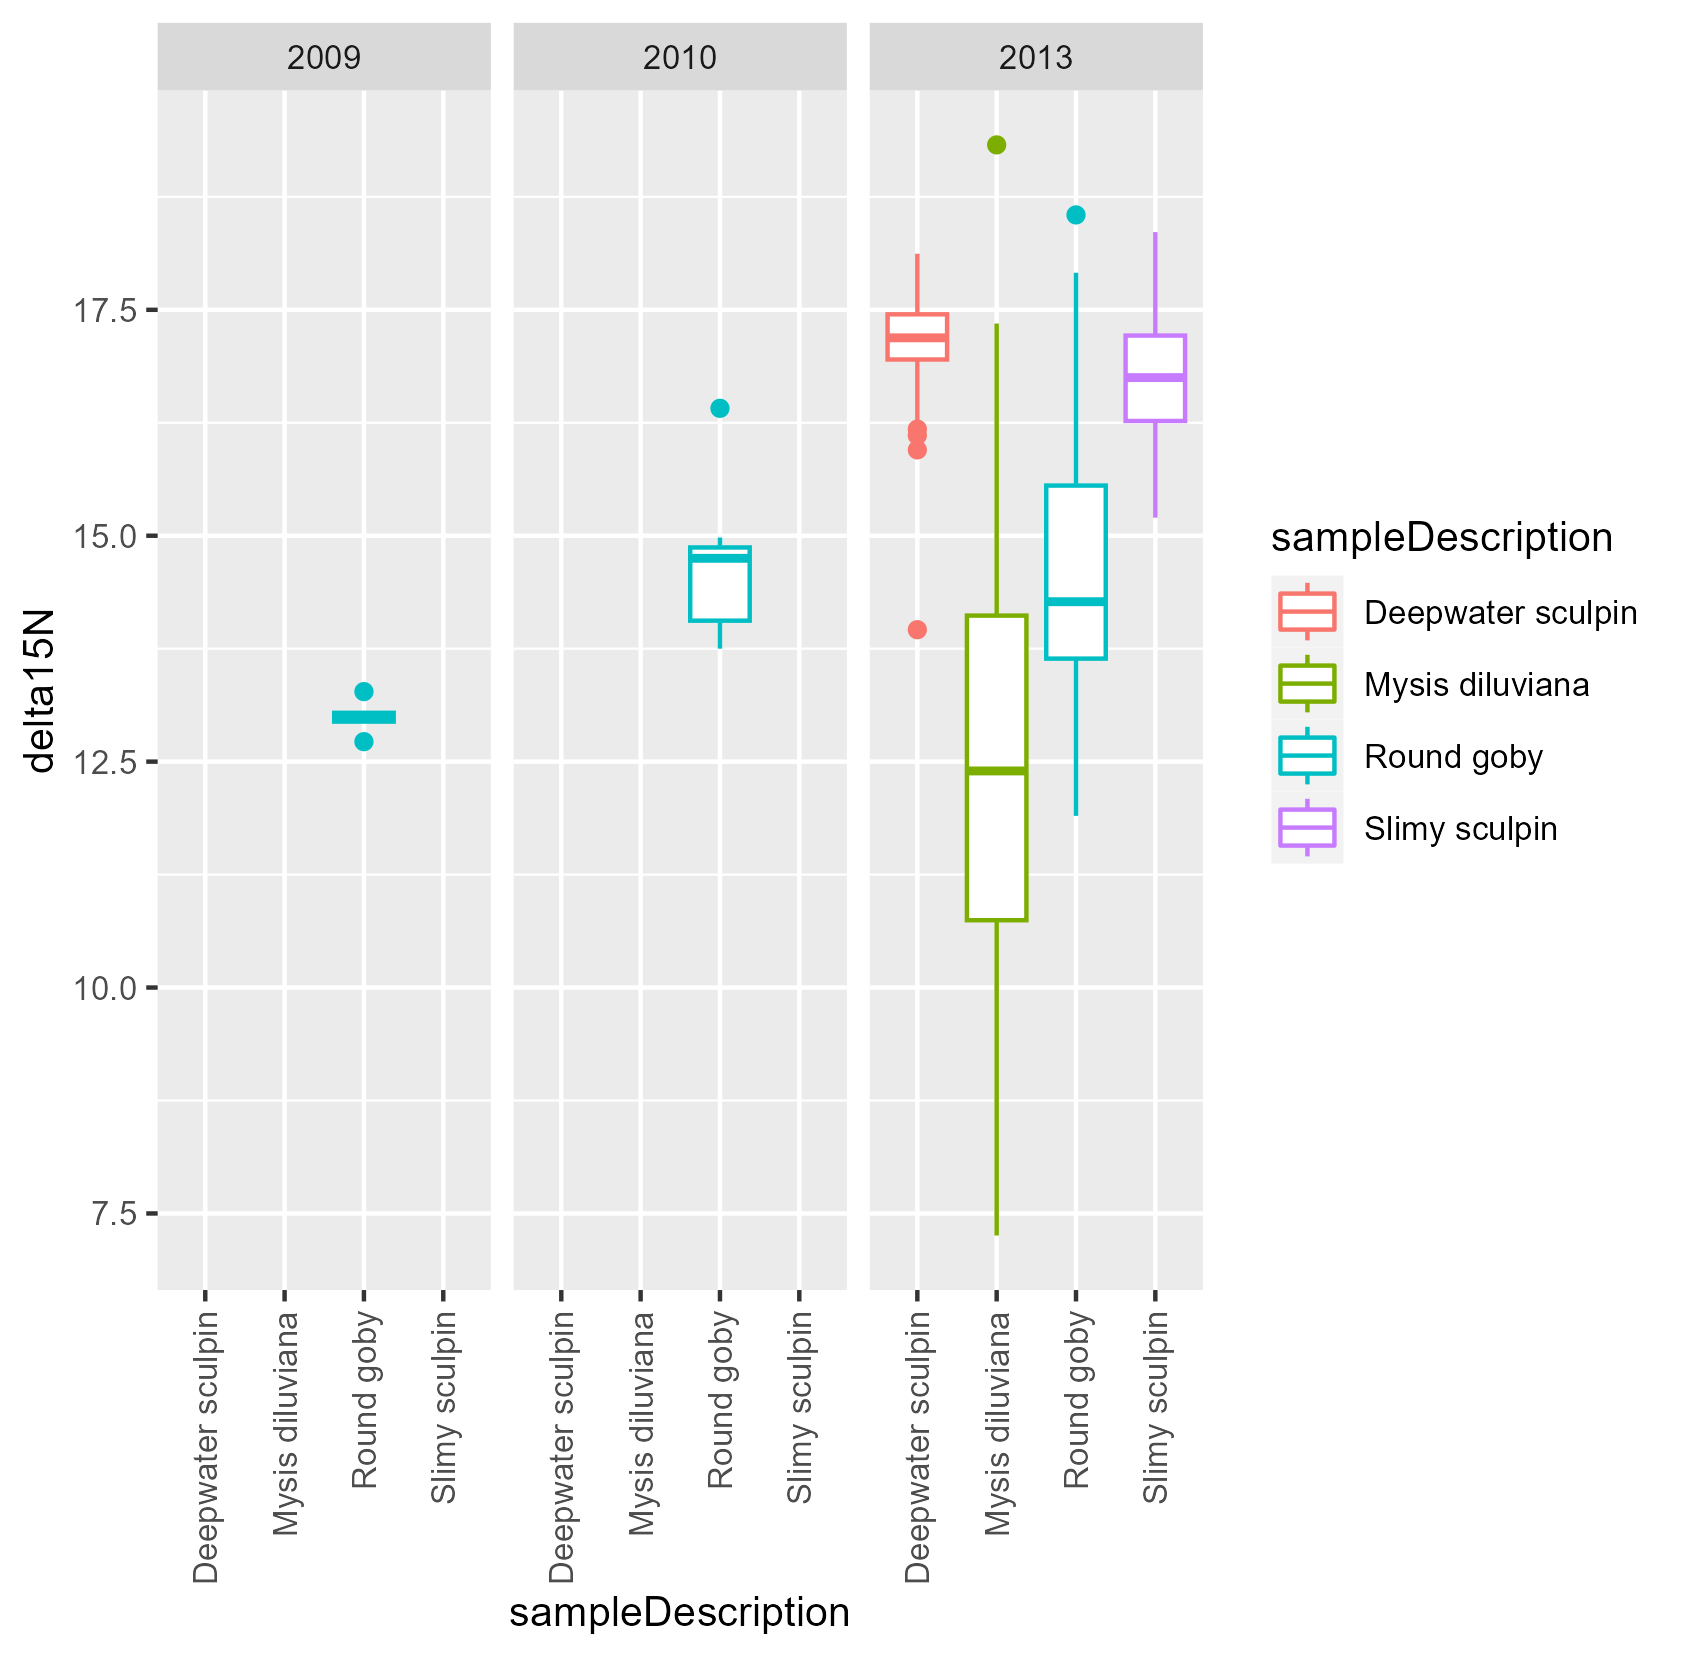 2009
2010
2013
delta15N
17.5
15.0
12.5
10.0
7.5
Deepwater sculpin
Mysis diluviana
Round goby
Slimy sculpin
Deepwater sculpin
Mysis diluviana
Round goby
Slimy sculpin
Deepwater sculpin
Mysis diluviana
Round goby
Slimy sculpin
sampleDescription
sampleDescription
Deepwater sculpin
Mysis diluviana
Round goby
Slimy sculpin